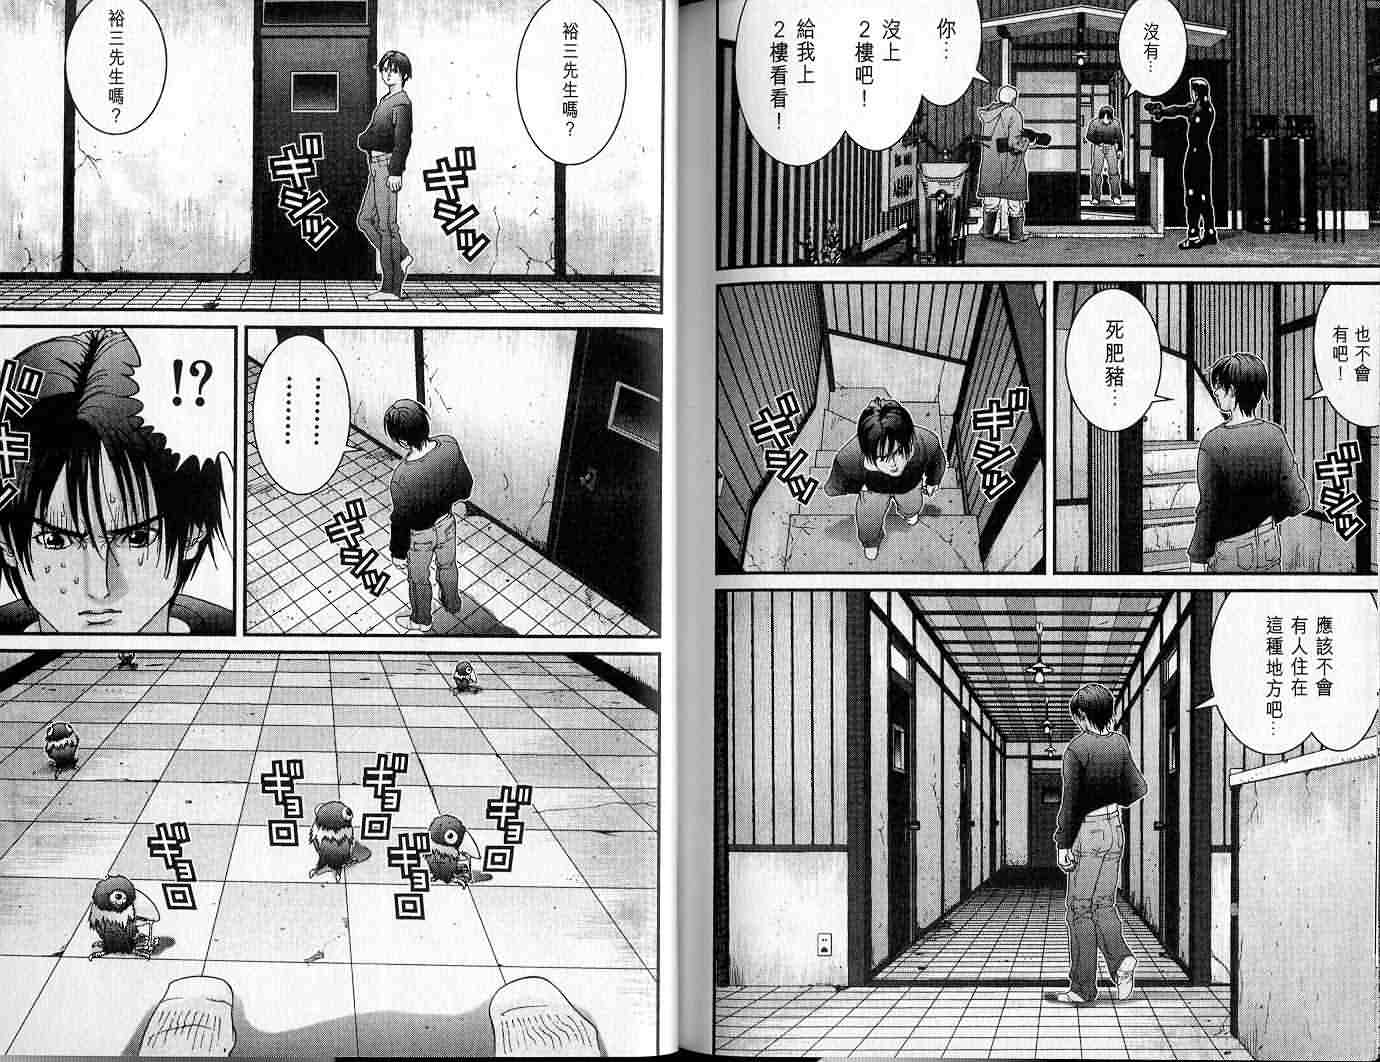 沒有…
你…
沒上
２樓吧！
給我上
２樓看看！
也不會
有吧！
死肥豬…
ギシッ
ギシッ
ギシッ
應該不會
有人住在
這種地方吧…
裕三先生嗎？
ギシッ
ギシッ
裕三先生嗎？
…………
…………
ギシッ
!?
ギョロ
ギョロ
ギョロ
ギョロ
ギョロ